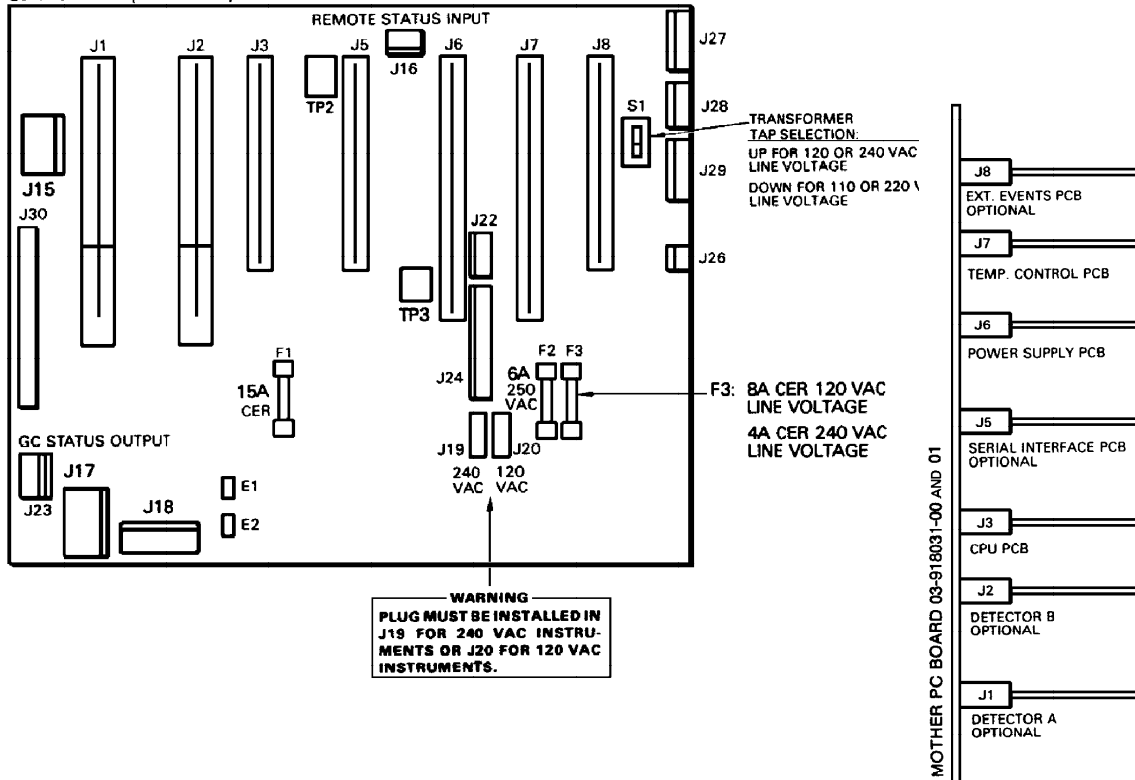 REMOTE STATUS INPUT
J1
J2
J3
J5
J6
J7
J8
J16
TP2
S1
J27
J28
J29
J26
J15
J30
J22
TP3
TRANSFORMER
TAP SELECTION:
UP FOR 120 OR 240 VAC
LINE VOLTAGE
DOWN FOR 110 OR 220
LINE VOLTAGE
F1
15A
CER
J24
F2 F3
6A
250
VAC
F3: 8A CER 120 VAC
LINE VOLTAGE
4A CER 240 VAC
LINE VOLTAGE
J19
J20
240
VAC
120
VAC
GC STATUS OUTPUT
J23
J17
J18
E1
E2
WARNING
PLUG MUST BE INSTALLED IN
J19 FOR 240 VAC INSTRU-
MENTS OR J20 FOR 120 VAC
INSTRUMENTS.
MOTHER PC BOARD 03-918031-00 AND 01
J8
EXT. EVENTS PCB
OPTIONAL
J7
TEMP. CONTROL PCB
J6
POWER SUPPLY PCB
J5
SERIAL INTERFACE PCB
OPTIONAL
J3
CPU PCB
J2
DETECTOR B
OPTIONAL
J1
DETECTOR A
OPTIONAL